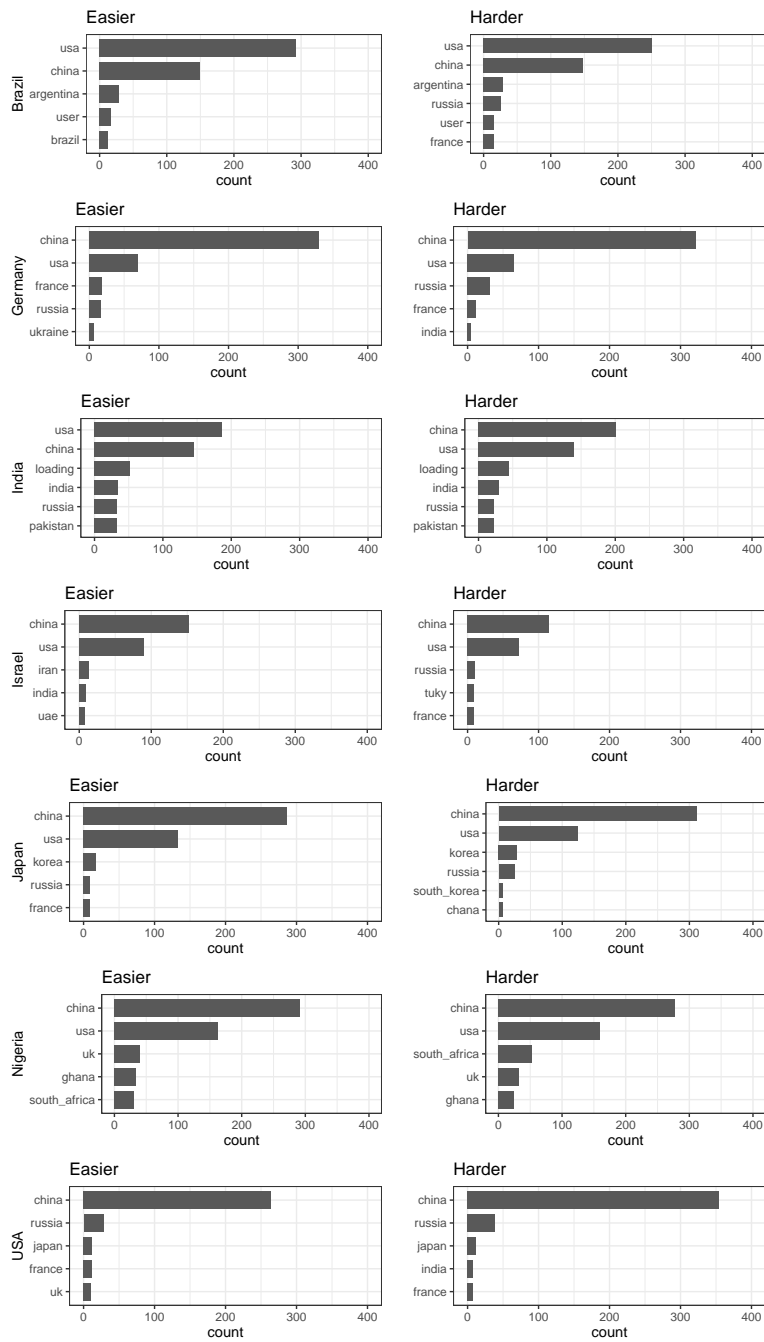 Easier
Harder
Brazil
usa
china
argentina
user
brazil
0 100 200 300 400
count
usa
china
argentina
russia
user
france
0 100 200 300 400
count
Easier
Harder
Germany
china
usa
france
russia
ukraine
0 100 200 300 400
count
china
usa
russia
france
india
0 100 200 300 400
count
Easier
Harder
India
usa
china
loading
india
russia
pakistan
0 100 200 300 400
count
china
usa
loading
india
russia
pakistan
0 100 200 300 400
count
Easier
Harder
Israel
china
usa
iran
india
uae
0 100 200 300 400
count
china
usa
russia
tuky
france
0 100 200 300 400
count
Easier
Harder
Japan
china
usa
korea
russia
france
0 100 200 300 400
count
china
usa
korea
russia
south_korea
chana
0 100 200 300 400
count
Easier
Harder
Nigeria
china
usa
uk
ghana
south_africa
0 100 200 300 400
count
china
usa
south_africa
uk
ghana
0 100 200 300 400
count
Easier
Harder
USA
china
russia
japan
france
uk
0 100 200 300 400
count
china
russia
japan
india
france
0 100 200 300 400
count